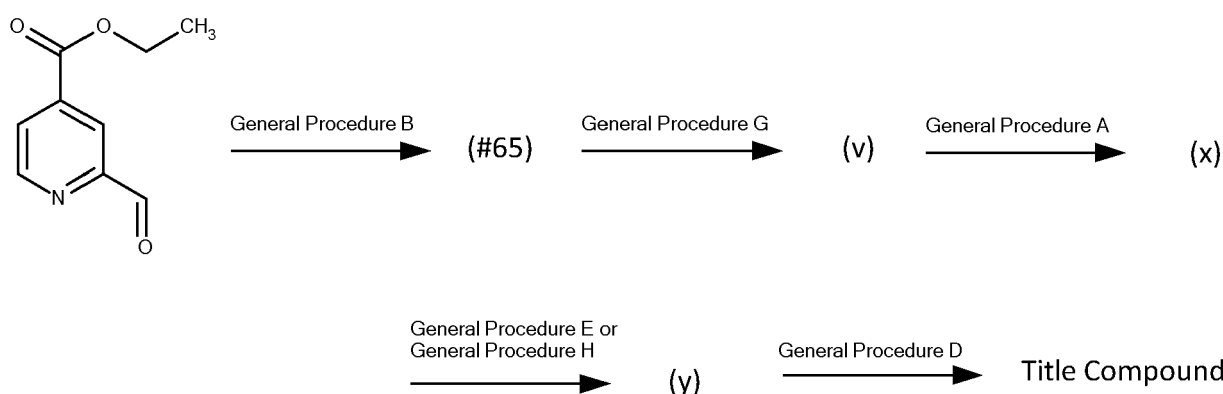 O
O
CH3
N
O
General Procedure B
(#65)
General Procedure G
(v)
General Procedure A
(x)
General Procedure E or
General Procedure H
(y)
General Procedure D
Title Compound